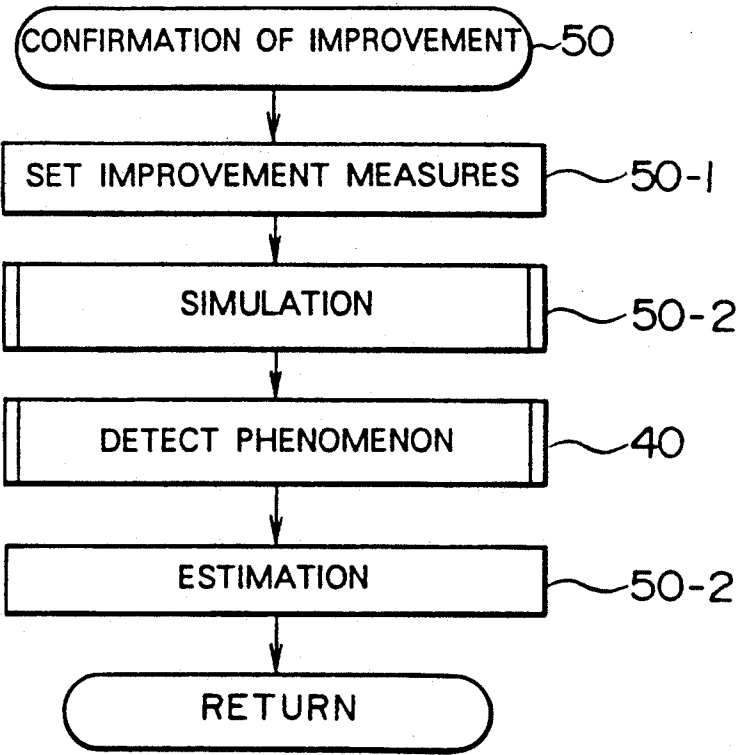 CONFIRMATION OF IMPROVEMENT 50
SET IMPROVEMENT MEASURES 50-1
SIMULATION 50-2
DETECT PHENOMENON 40
ESTIMATION 50-2
RETURN